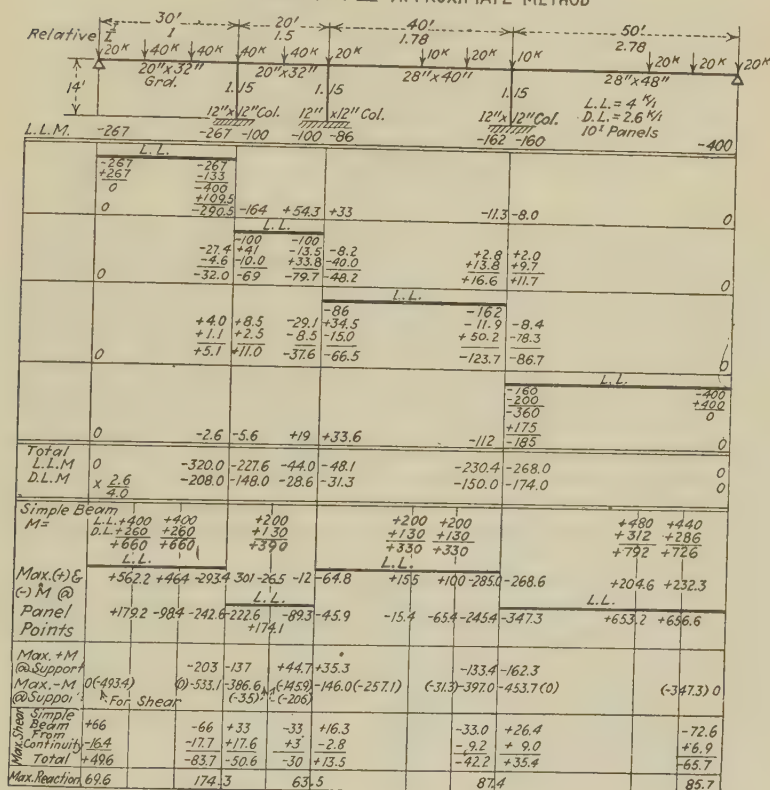 APPROXIMATE METHOD
30' 20' 40' 50'
Relative I/L 1 1.5 1.78 2.78
20K 40K 40K 40K 40K 20K 10K 20K 10K 20K 20K 20K
20"x32" 20"x32" 28"x40" 28"x48"
Grd.
14' 1.15 1.15 1.15
L.L.= 4 K/1
D.L.= 2.6 K/1
10' Panels
12"x12"Col. 12"x12"Col. 12"x12"Col.
L.L.M. -267 -267 -100 -100 -86 -162 -160 -400
L.L.
-267 -267
+267 -133
0 -400
+109.5
0 -290.5 -164 +54.3 +33 -11.3 -8.0 0
L.L.
-100 -100
-27.4 +41 -13.5 -8.2 +2.8 +2.0
-4.6 -10.0 +33.8 -40.0 +13.8 +9.7
0 -32.0 -69 -79.7 -48.2 +16.6 +11.7 0
L.L.
-86 -162
+4.0 +8.5 -29.1 +34.5 -11.9 -8.4
+1.1 +2.5 -8.5 -15.0 +50.2 -78.3
0 +5.1 +11.0 -37.6 -66.5 -123.7 -86.7 0
L.L.
-160 -400
-200 +400
-360 0
+175
0 -2.6 -5.6 +19 +33.6 -112 -185 0
Total
L.L.M 0 -320.0 -227.6 -44.0 -48.1 -230.4 -268.0 0
D.L.M x 2.6/4.0 -208.0 -148.0 -28.6 -31.3 -150.0 -174.0 0
Simple Beam
M= L.L.+400 +400 +200 +200 +200 +480 +440
D.L.+260 +260 +130 +130 +130 +312 +286
+660 +660 +390 +330 +330 +792 +726
L.L. L.L.
Max.(+)& +562.2 +464 -293.4 301 -26.5 -12 -64.8 +155 +100 -285.0 -268.6 +204.6 +232.3
(-) M @ L.L. L.L.
Panel +179.2 -98.4 -242.6 -222.6 -89.3 -45.9 -15.4 -65.4 -245.4 -347.3 +653.2 +656.6
Points +174.1
Max. +M
@Support -203 -137 +44.7 +35.3 -133.4 -162.3
Max.-M 0(-493.4) (0)-533.1 -386.6 (-145.9) -146.0(-257.1) (-31.3)-397.0 -453.7(0) (-347.3) 0
@Suppor For Shear (-35) (-206)
Max. Shear
Simple
Beam +66 -66 +33 -33 +16.3 -33.0 +26.4 -72.6
From
Continuity -16.4 -17.7 +17.6 +3 -2.8 -9.2 +9.0 +6.9
Total +49.6 -83.7 -50.6 -30 +13.5 -42.2 +35.4 -65.7
Max.Reaction 69.6 174.3 63.5 87.4 85.7